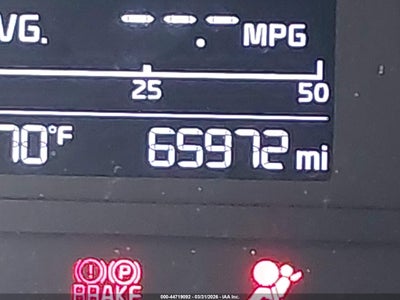 VG. --- . MPG
25 50
70°F 65972 mi
(!) (P)
BRAKE
000-44719092 - 03/31/2026 - IAA Inc.